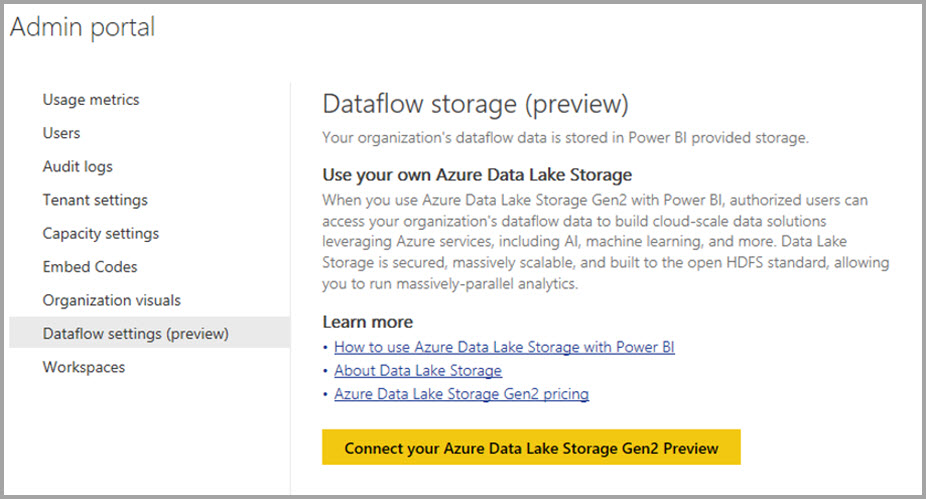 Admin portal
Usage metrics
Users
Audit logs
Tenant settings
Capacity settings
Embed Codes
Organization visuals
Dataflow settings (preview)
Workspaces
Dataflow storage (preview)
Your organization's dataflow data is stored in Power BI provided storage.
Use your own Azure Data Lake Storage
When you use Azure Data Lake Storage Gen2 with Power BI, authorized users can
access your organization's dataflow data to build cloud-scale data solutions
leveraging Azure services, including AI, machine learning, and more. Data Lake
Storage is secured, massively scalable, and built to the open HDFS standard, allowing
you to run massively-parallel analytics.
Learn more
• How to use Azure Data Lake Storage with Power BI
• About Data Lake Storage
• Azure Data Lake Storage Gen2 pricing
Connect your Azure Data Lake Storage Gen2 Preview